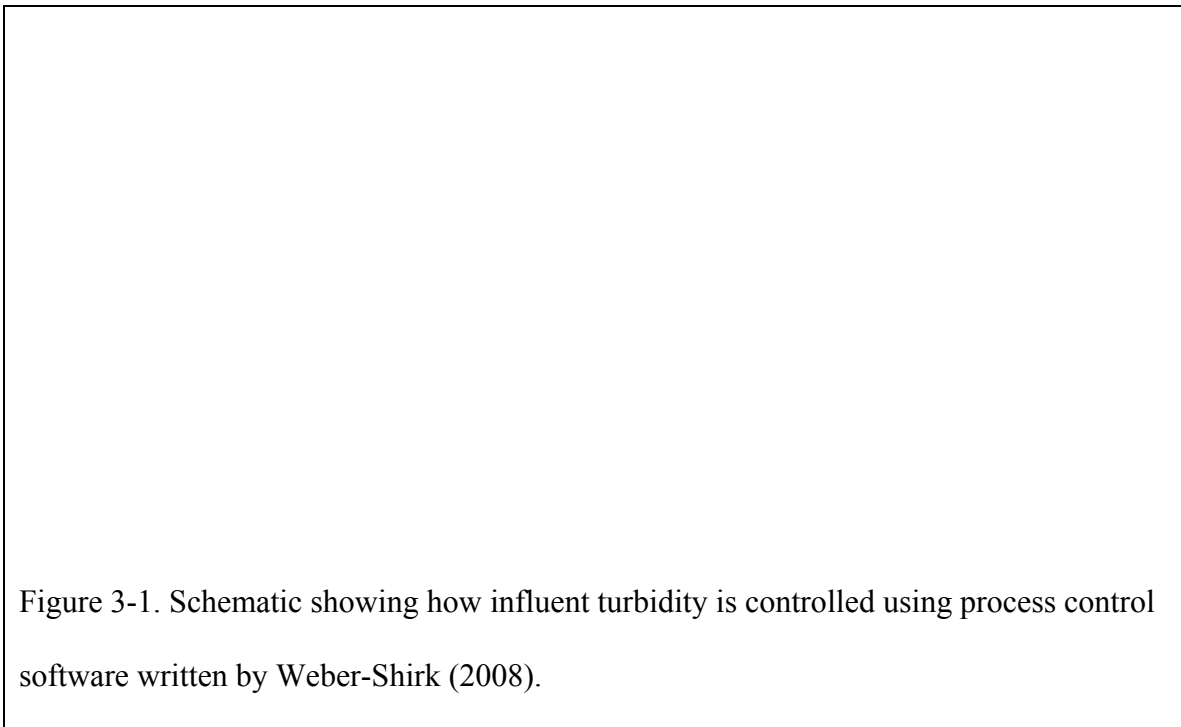 Figure 3-1. Schematic showing how influent turbidity is controlled using process control
software written by Weber-Shirk (2008).